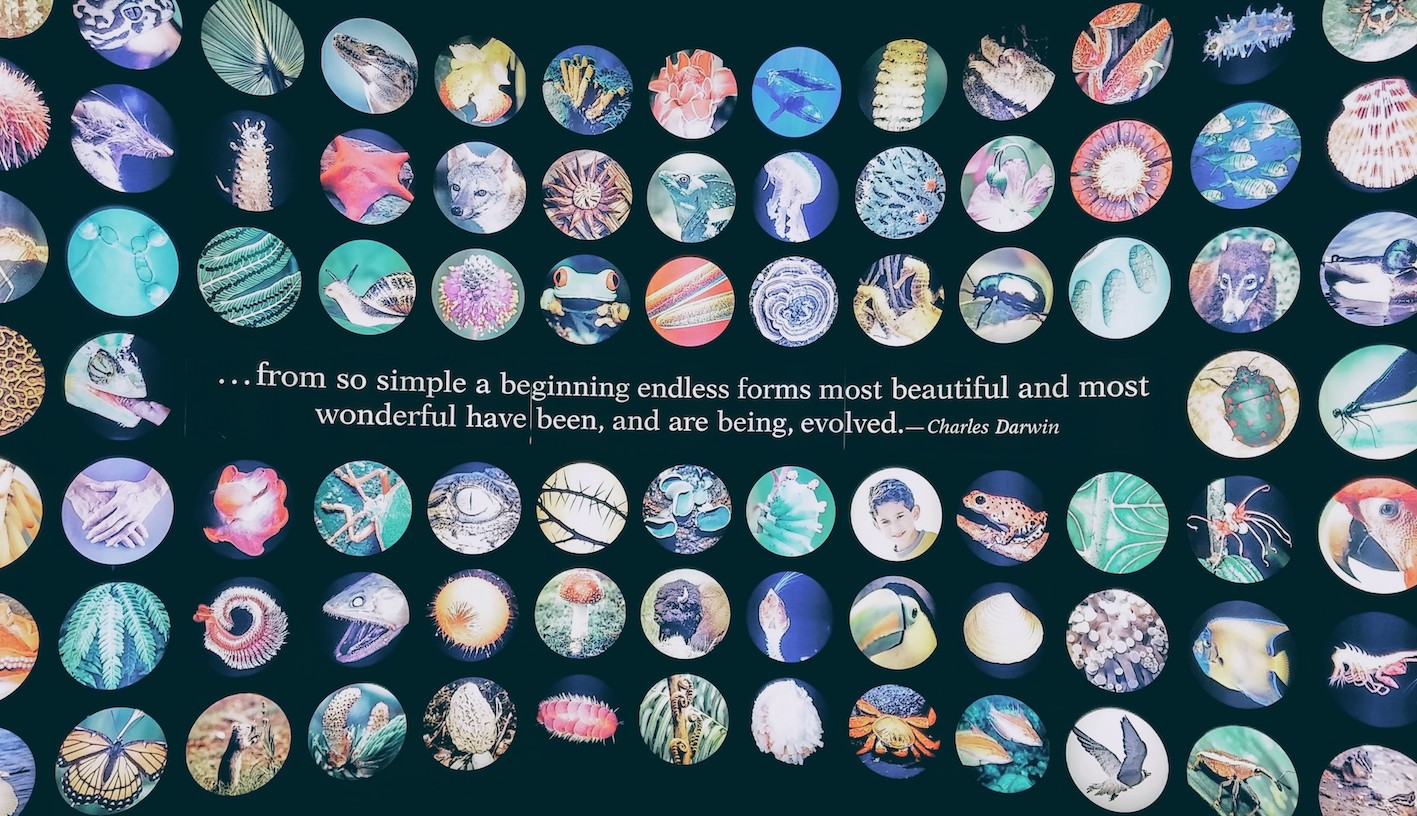 ...from so simple a beginning endless forms most beautiful and most
wonderful have been, and are being, evolved.—Charles Darwin